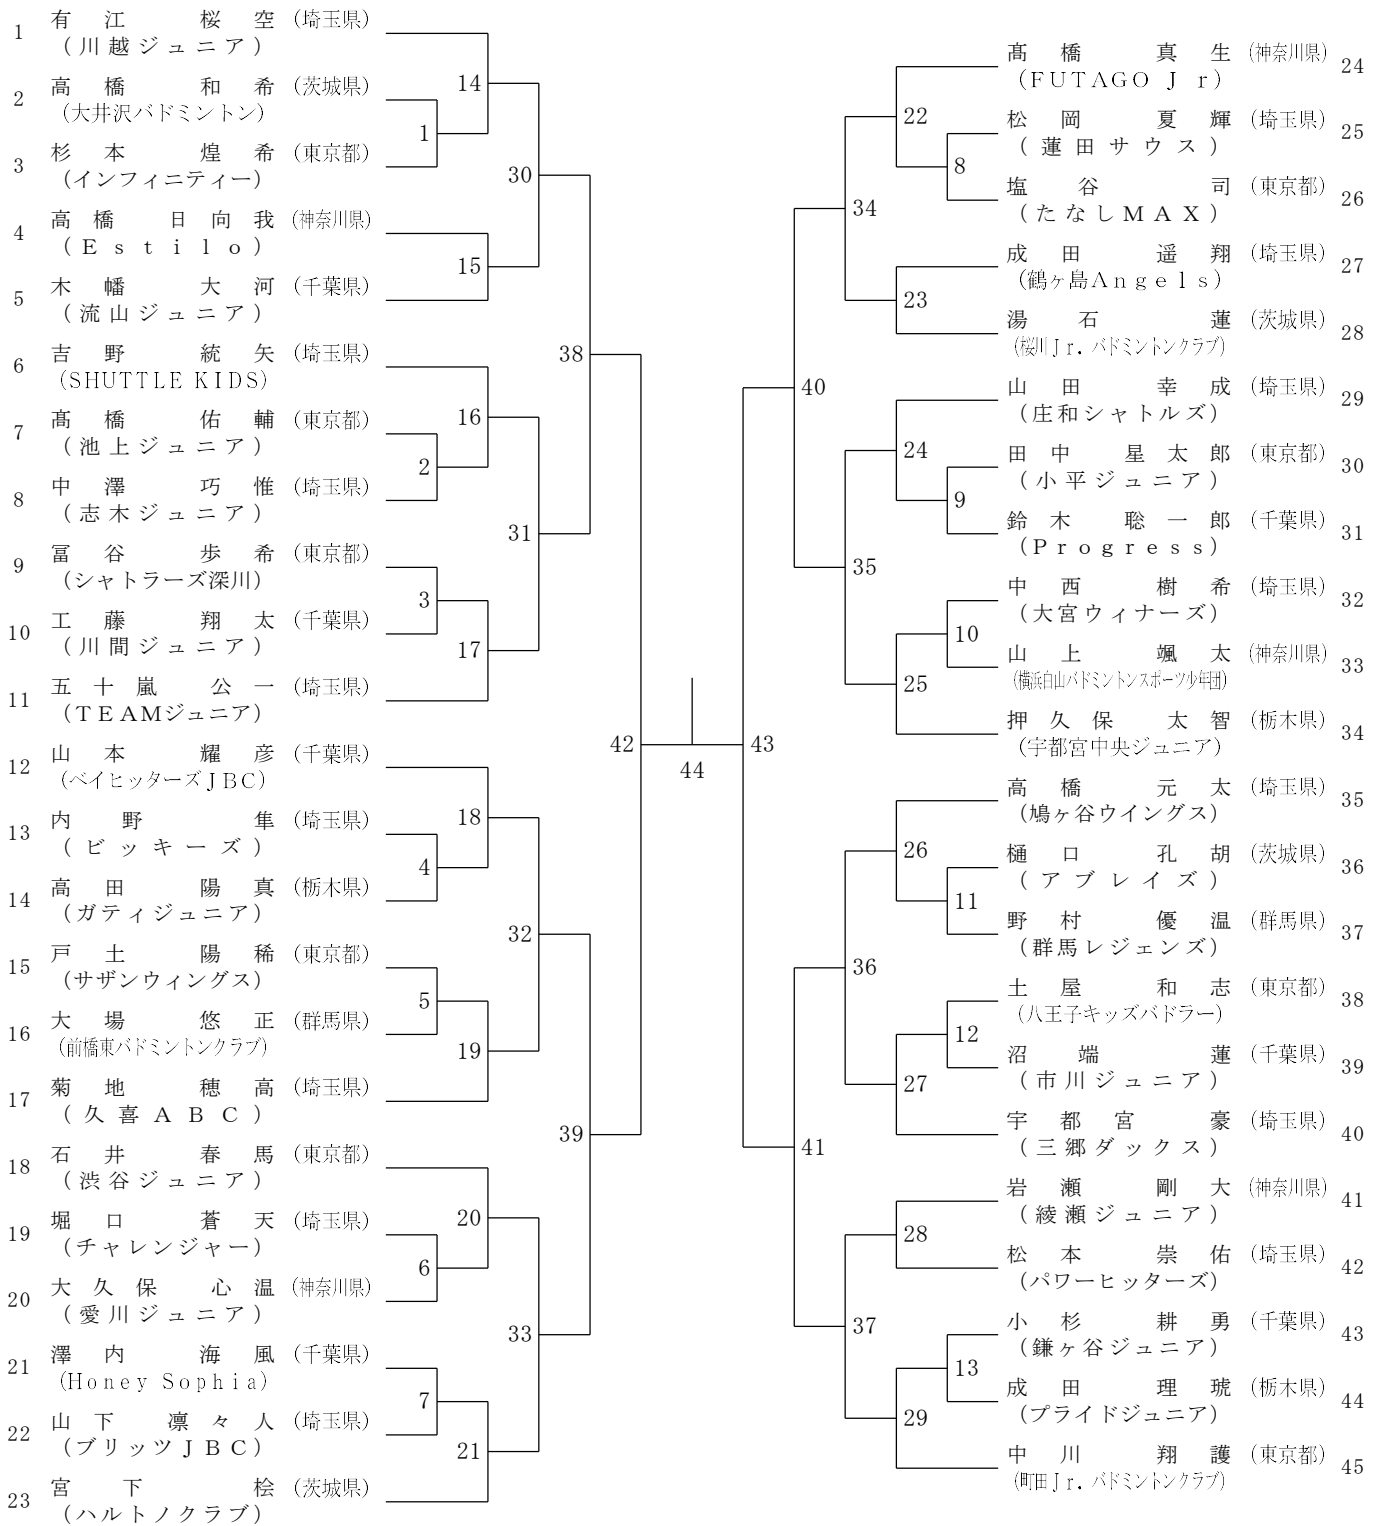 1 有江 桜空 (埼玉県)
(川越ジュニア)
2 高橋 和希 (茨城県)
(大井沢バドミントン)
3 杉本 煌希 (東京都)
(インフィニティー)
4 高橋 日向我 (神奈川県)
(Estilo)
5 木幡 大河 (千葉県)
(流山ジュニア)
6 吉野 統矢 (埼玉県)
(SHUTTLE KIDS)
7 髙橋 佑輔 (東京都)
(池上ジュニア)
8 中澤 巧惟 (埼玉県)
(志木ジュニア)
9 冨谷 歩希 (東京都)
(シャトラーズ深川)
10 工藤 翔太 (千葉県)
(川間ジュニア)
11 五十嵐 公一 (埼玉県)
(TEAMジュニア)
12 山本 耀彦 (千葉県)
(ベイヒッターズJBC)
13 内野 隼 (埼玉県)
(ビッキーズ)
14 高田 陽真 (栃木県)
(ガティジュニア)
15 戸土 陽稀 (東京都)
(サザンウィングス)
16 大場 悠正 (群馬県)
(前橋東バドミントンクラブ)
17 菊地 穂高 (埼玉県)
(久喜ABC)
18 石井 春馬 (東京都)
(渋谷ジュニア)
19 堀口 蒼天 (埼玉県)
(チャレンジャー)
20 大久保 心温 (神奈川県)
(愛川ジュニア)
21 澤内 海風 (千葉県)
(Honey Sophia)
22 山下 凛々人 (埼玉県)
(ブリッツJBC)
23 宮下 桧 (茨城県)
(ハルトノクラブ)
1
2
3
4
5
6
7
14
15
16
17
18
19
20
21
30
31
32
33
38
39
42
44
43
40
41
34
35
36
37
22
23
24
25
26
27
28
29
8
9
10
11
12
13
髙橋 真生 (神奈川県) 24
(FUTAGO Jr)
松岡 夏輝 (埼玉県) 25
(蓮田サウス)
塩谷 司 (東京都) 26
(たなしMAX)
成田 遥翔 (埼玉県) 27
(鶴ヶ島Angels)
湯石 蓮 (茨城県) 28
(桜川Jr.バドミントンクラブ)
山田 幸成 (埼玉県) 29
(庄和シャトルズ)
田中 星太郎 (東京都) 30
(小平ジュニア)
鈴木 聡一郎 (千葉県) 31
(Progress)
中西 樹希 (埼玉県) 32
(大宮ウィナーズ)
山上 颯太 (神奈川県) 33
(横浜白山バドミントンスポーツ少年団)
押久保 太智 (栃木県) 34
(宇都宮中央ジュニア)
高橋 元太 (埼玉県) 35
(鳩ヶ谷ウイングス)
樋口 孔胡 (茨城県) 36
(アブレイズ)
野村 優温 (群馬県) 37
(群馬レジェンズ)
土屋 和志 (東京都) 38
(八王子キッズバドラー)
沼端 蓮 (千葉県) 39
(市川ジュニア)
宇都宮 豪 (埼玉県) 40
(三郷ダックス)
岩瀬 剛大 (神奈川県) 41
(綾瀬ジュニア)
松本 崇佑 (埼玉県) 42
(パワーヒッターズ)
小杉 耕勇 (千葉県) 43
(鎌ヶ谷ジュニア)
成田 理琥 (栃木県) 44
(プライドジュニア)
中川 翔護 (東京都) 45
(町田Jr.バドミントンクラブ)